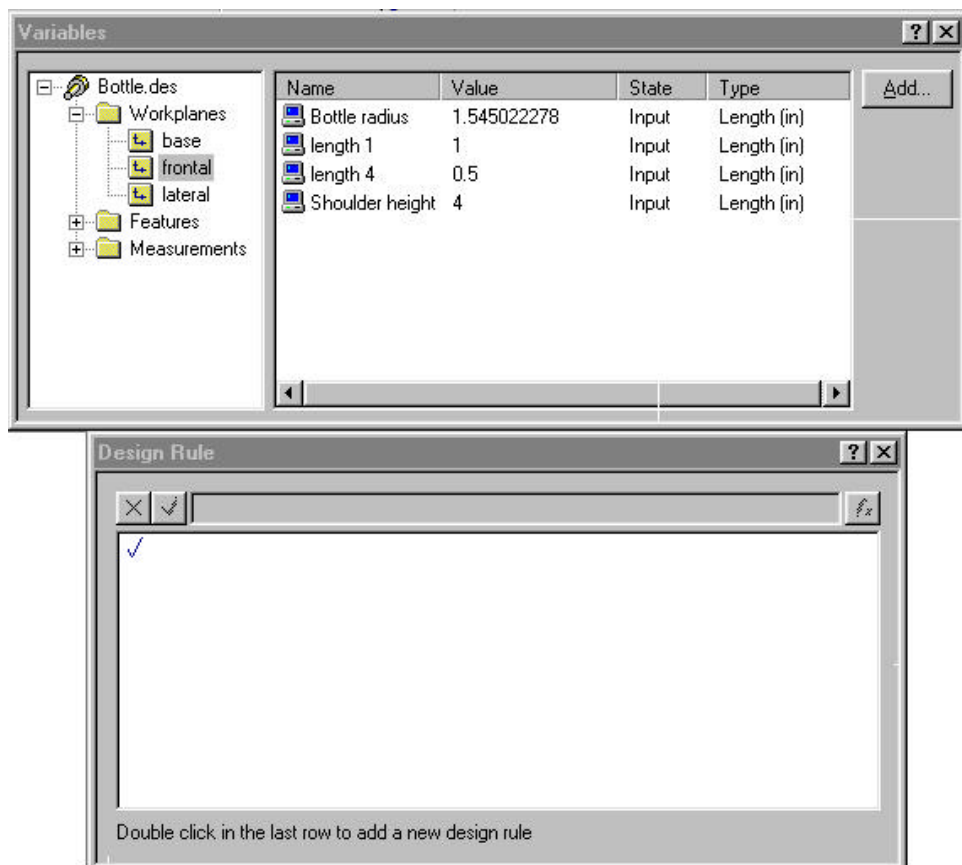 Variables
? X
Bottle.des
Workplanes
base
frontal
lateral
Features
Measurements
Name Value State Type
Bottle radius 1.545022278 Input Length (in)
length 1 1 Input Length (in)
length 4 0.5 Input Length (in)
Shoulder height 4 Input Length (in)
Add...
Design Rule
? X
fx
Double click in the last row to add a new design rule